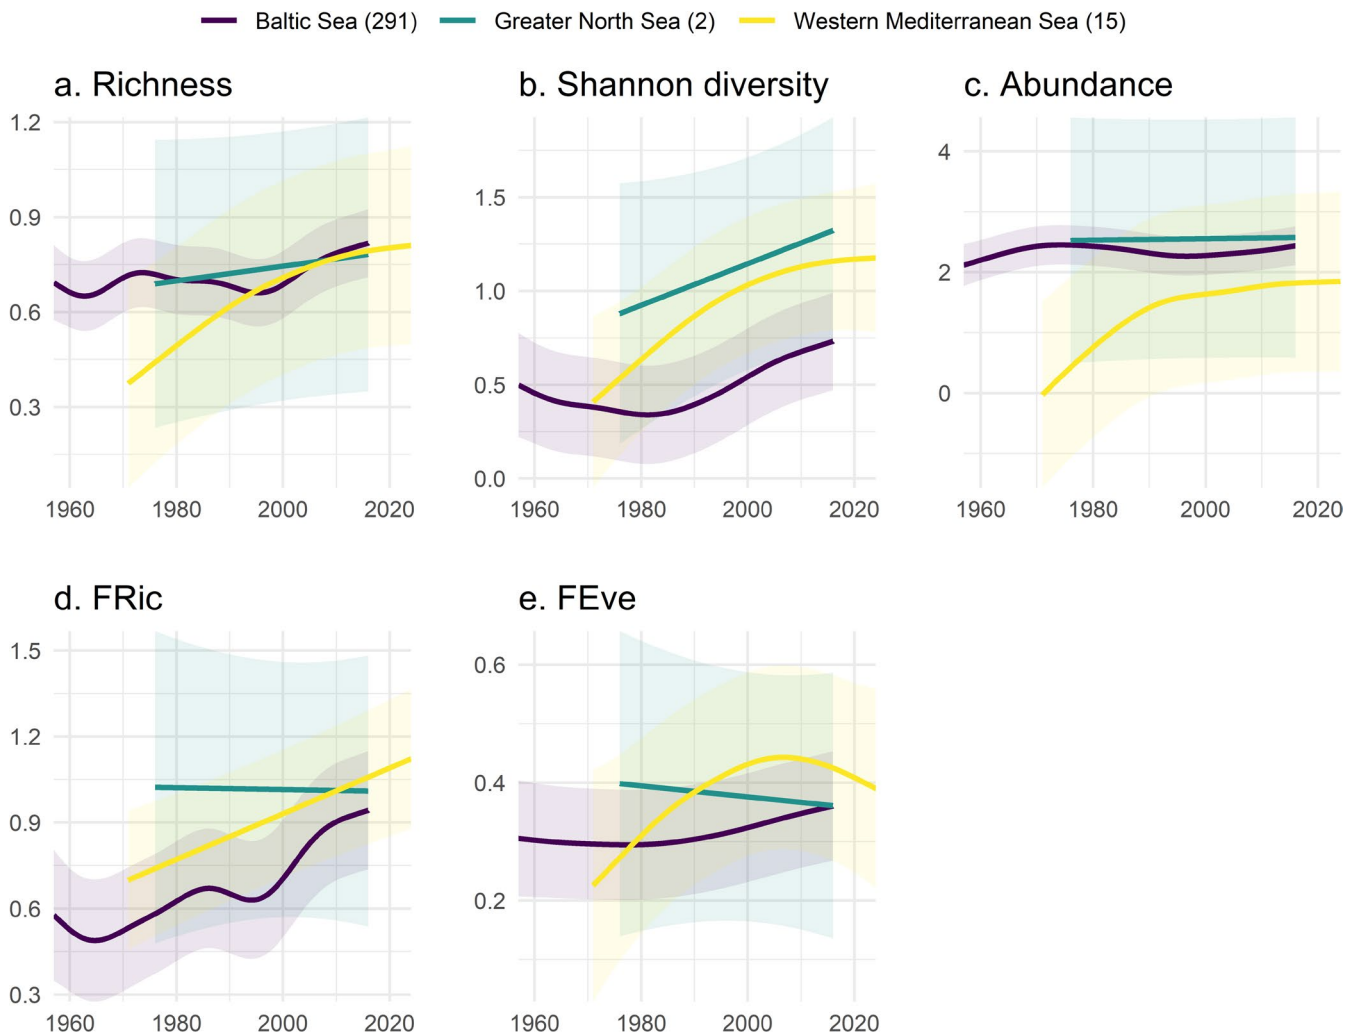 Baltic Sea (291) Greater North Sea (2) Western Mediterranean Sea (15)
a. Richness
1.2
0.9
0.6
0.3
1960 1980 2000 2020
b. Shannon diversity
1.5
1.0
0.5
0.0
1960 1980 2000 2020
c. Abundance
4
2
0
1960 1980 2000 2020
d. FRic
1.5
1.2
0.9
0.6
0.3
1960 1980 2000 2020
e. FEve
0.6
0.4
0.2
1960 1980 2000 2020